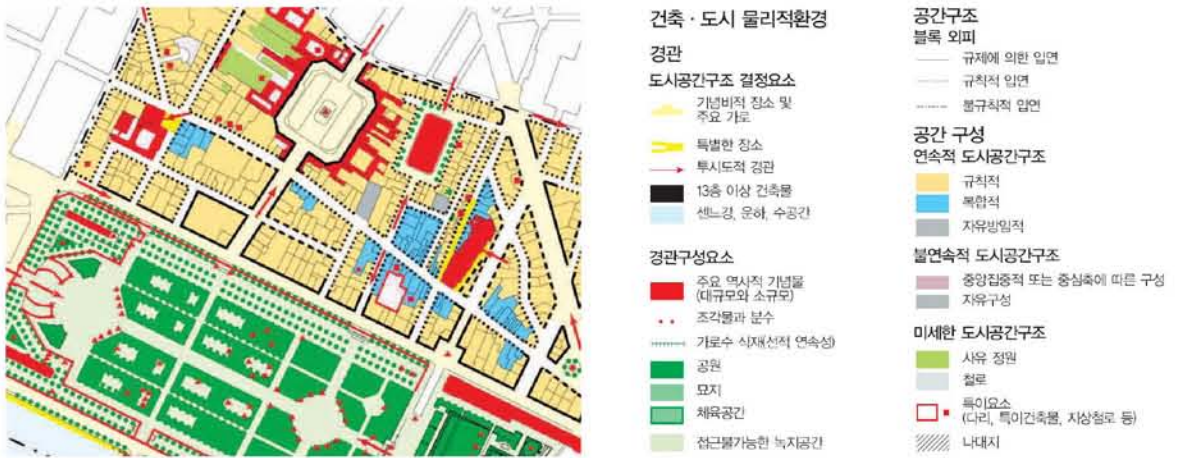 건축 · 도시 물리적환경
경관
도시공간구조 결정요소
기념비적 장소 및
주요 가로
특별한 장소
투시도적 경관
13층 이상 건축물
센느강, 운하, 수공간
경관구성요소
주요 역사적 기념물
(대규모와 소규모)
조각물과 분수
가로수 식재(선적 연속성)
공원
묘지
체육공간
접근불가능한 녹지공간
공간구조
블록 외피
규제에 의한 입면
규칙적 입면
불규칙적 입면
공간 구성
연속적 도시공간구조
규칙적
복합적
자유방임적
불연속적 도시공간구조
중앙집중적 또는 중심축에 따른 구성
자유구성
미세한 도시공간구조
사유 정원
철로
특이요소
(다리, 특이건축물, 지상철로 등)
나대지